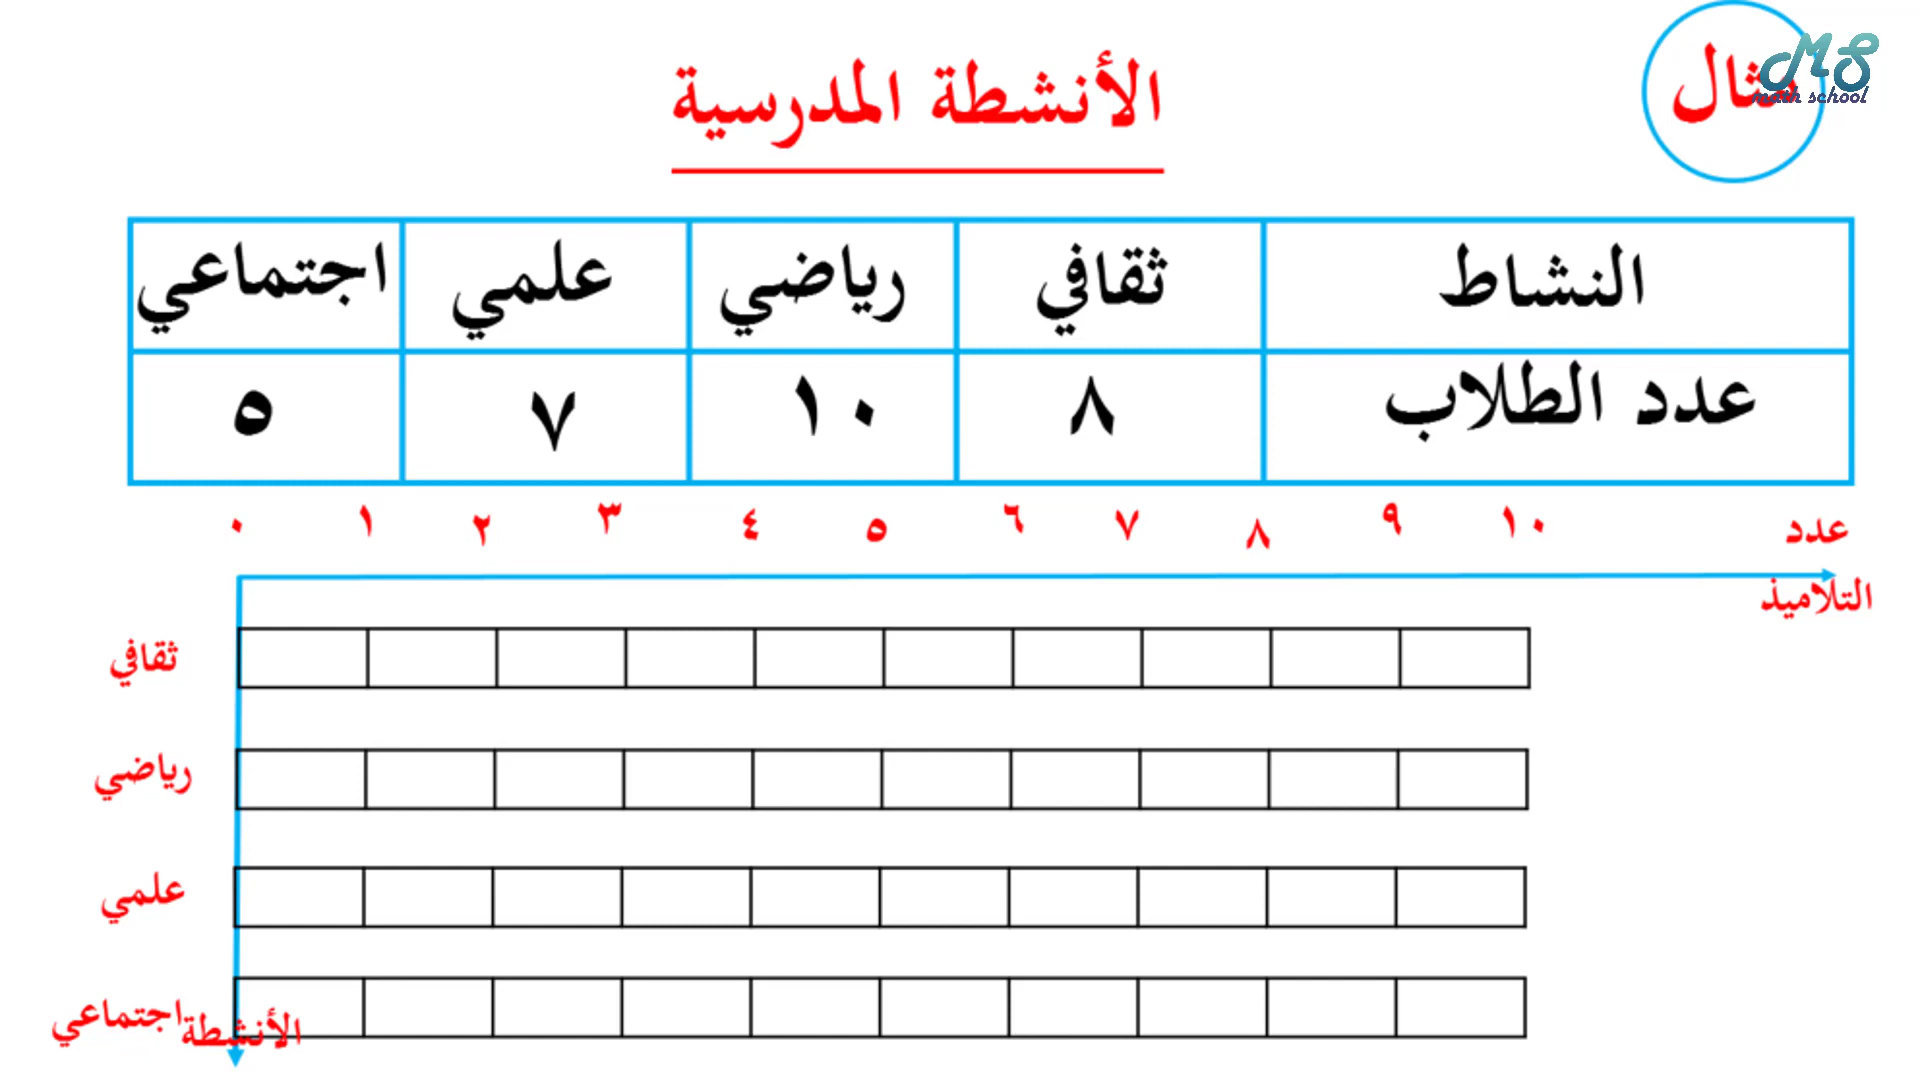 مثال
MS
math school
الأنشطة المدرسية
النشاط ثقافي رياضي علمي اجتماعي
عدد الطلاب ٨ ١٠ ٧ ٥
٠ ١ ٢ ٣ ٤ ٥ ٦ ٧ ٨ ٩ ١٠
عدد
التلاميذ
ثقافي
رياضي
علمي
اجتماعي
الأنشطة